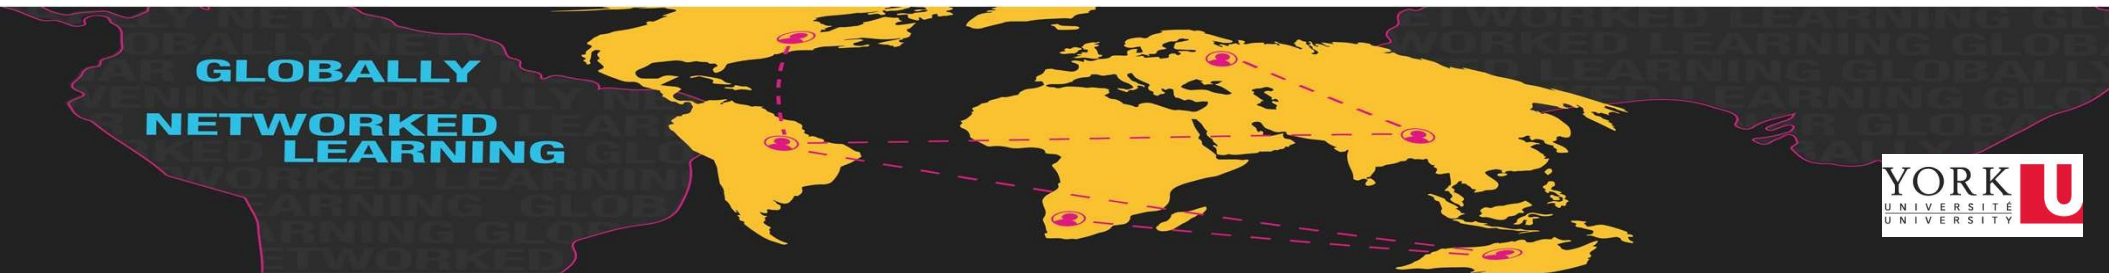 GLOBALLY
NETWORKED
LEARNING
YORK U
UNIVERSITÉ
UNIVERSITY